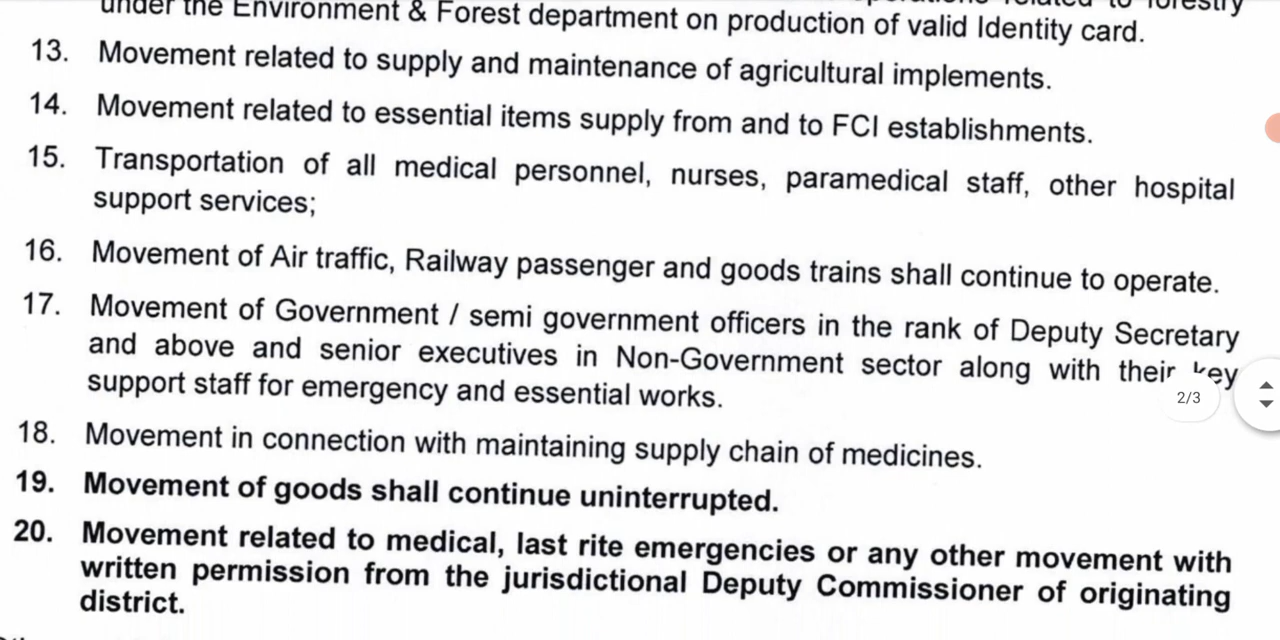 under the Environment & Forest department on production of valid Identity card.
13. Movement related to supply and maintenance of agricultural implements.
14. Movement related to essential items supply from and to FCI establishments.
15. Transportation of all medical personnel, nurses, paramedical staff, other hospital
support services;
16. Movement of Air traffic, Railway passenger and goods trains shall continue to operate.
17. Movement of Government / semi government officers in the rank of Deputy Secretary
and above and senior executives in Non-Government sector along with their key
support staff for emergency and essential works.
2/3
18. Movement in connection with maintaining supply chain of medicines.
19. Movement of goods shall continue uninterrupted.
20. Movement related to medical, last rite emergencies or any other movement with
written permission from the jurisdictional Deputy Commissioner of originating
district.